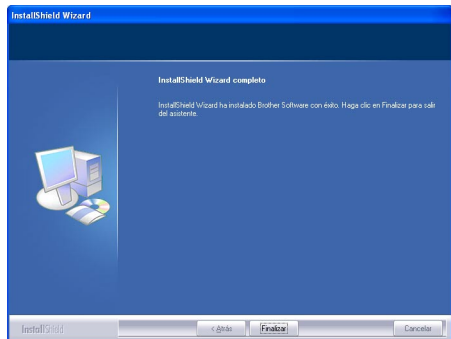 InstallShield Wizard
InstallShield Wizard completo
InstallShield Wizard ha instalado Brother Software con éxito. Haga clic en Finalizar para salir
del asistente.
InstallShield
< Atrás
Finalizar
Cancelar